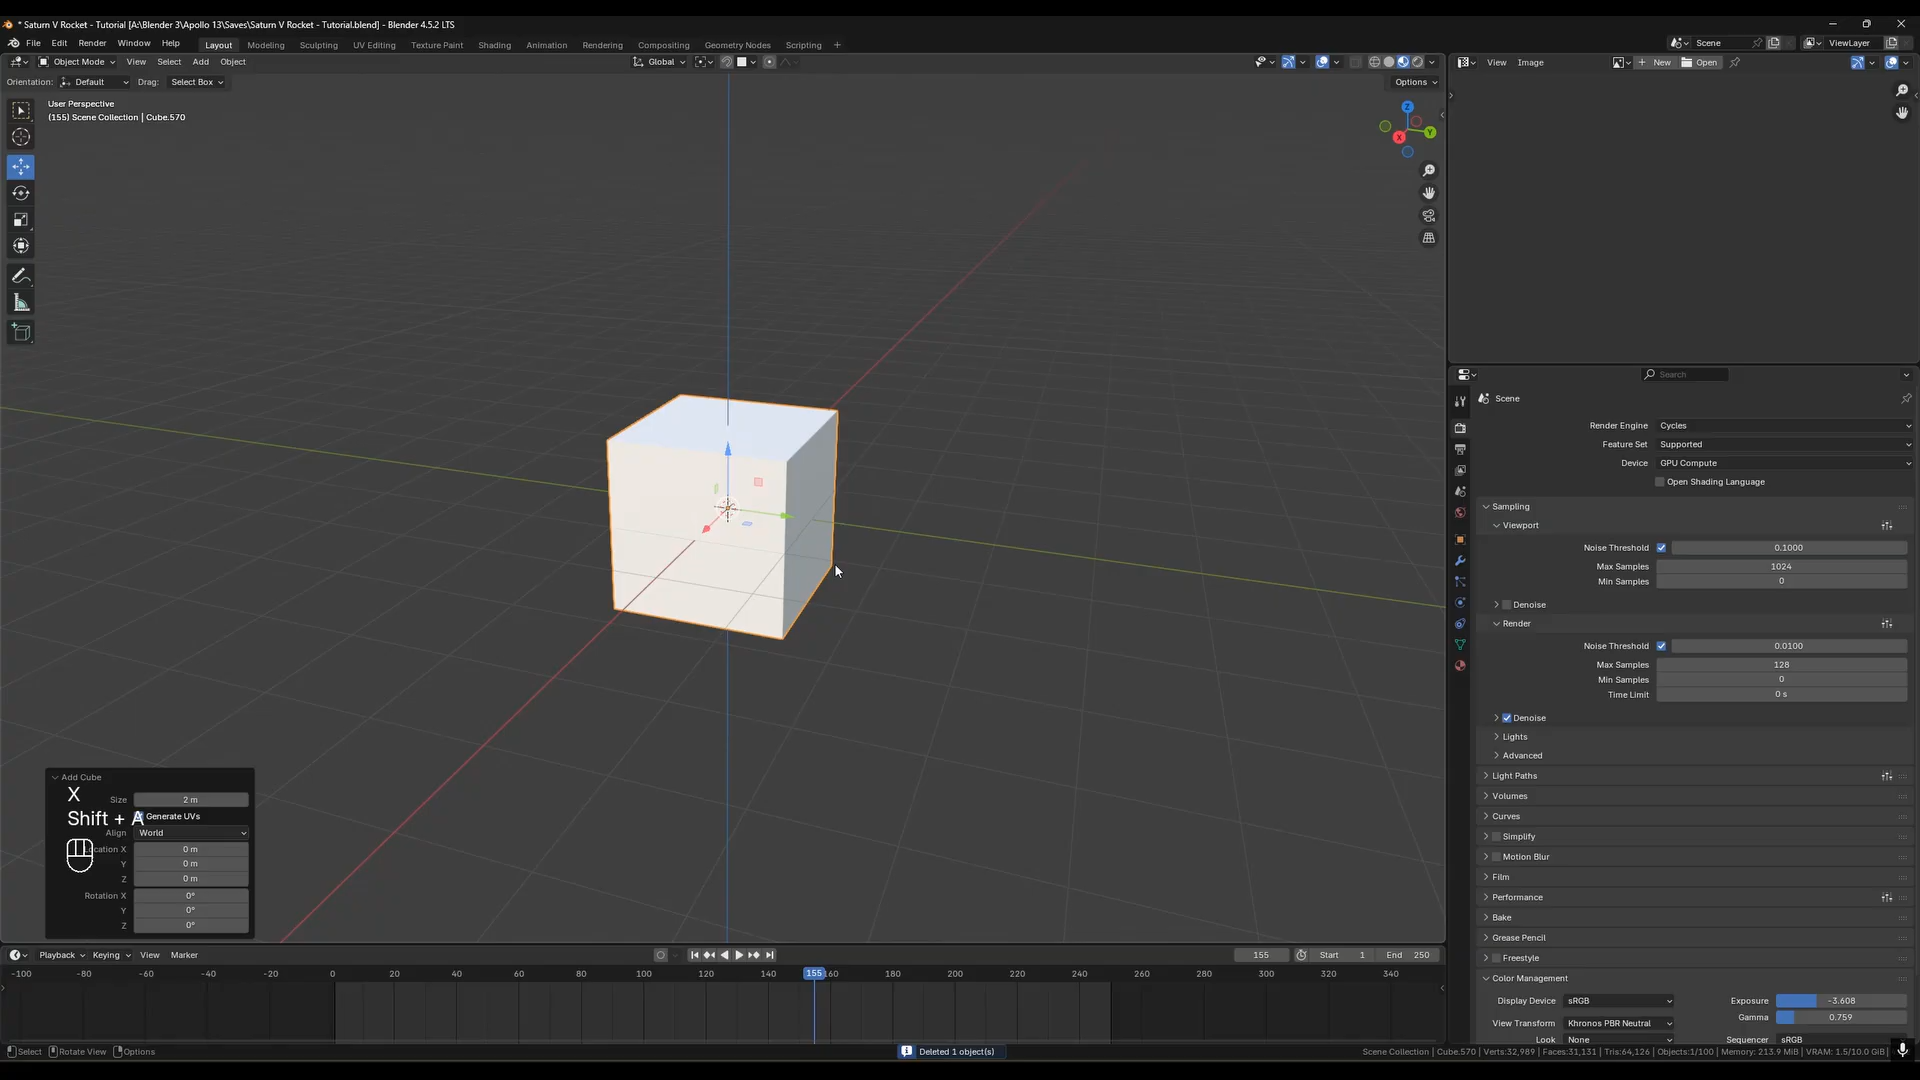 * Saturn V Rocket - Tutorial [A:\Blender 3\Apollo 13\Saves\Saturn V Rocket - Tutorial.blend] - Blender 4.5.2 LTS
File Edit Render Window Help Layout Modeling Sculpting UV Editing Texture Paint Shading Animation Rendering Compositing Geometry Nodes Scripting + Scene ViewLayer
Object Mode View Select Add Object Global View Image + New Open
Orientation: Default Drag: Select Box Options
User Perspective
(155) Scene Collection | Cube.570
Z
Y
X
Search
Scene
Render Engine Cycles
Feature Set Supported
Device GPU Compute
Open Shading Language
Sampling
Viewport
Noise Threshold 0.1000
Max Samples 1024
Min Samples 0
Denoise
Render
Noise Threshold 0.0100
Max Samples 128
Min Samples 0
Time Limit 0 s
Denoise
Lights
Advanced
Light Paths
Volumes
Curves
Simplify
Motion Blur
Film
Performance
Bake
Grease Pencil
Freestyle
Color Management
Display Device sRGB Exposure -3.608
Gamma 0.759
View Transform Khronos PBR Neutral
Look None Sequencer sRGB
Add Cube
X
Size 2 m
Shift + A
Generate UVs
Align World
ocation X 0 m
Y 0 m
Z 0 m
Rotation X 0°
Y 0°
Z 0°
Playback Keying View Marker 155 Start 1 End 250
-100 -80 -60 -40 -20 0 20 40 60 80 100 120 140 155 160 180 200 220 240 260 280 300 320 340
Select Rotate View Options Deleted 1 object(s) Scene Collection | Cube.570 | Verts:32,989 | Faces:31,131 | Tris:64,126 | Objects:1/100 | Memory: 213.9 MiB | VRAM: 1.5/10.0 GiB |